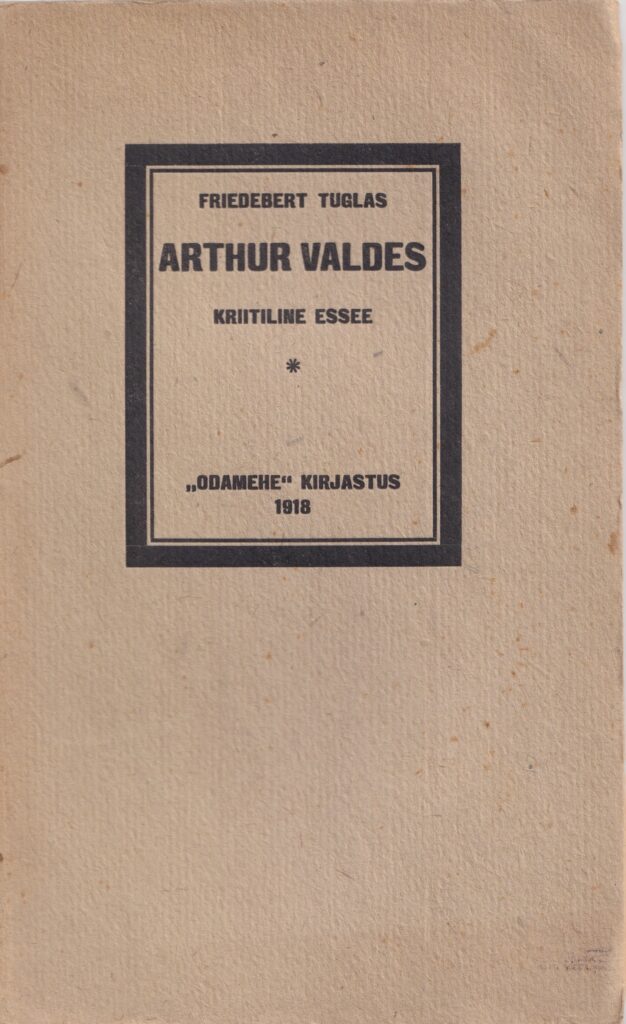 FRIEDEBERT TUGLAS
ARTHUR VALDES
KRIITILINE ESSEE
*
„ODAMEHE“ KIRJASTUS
1918